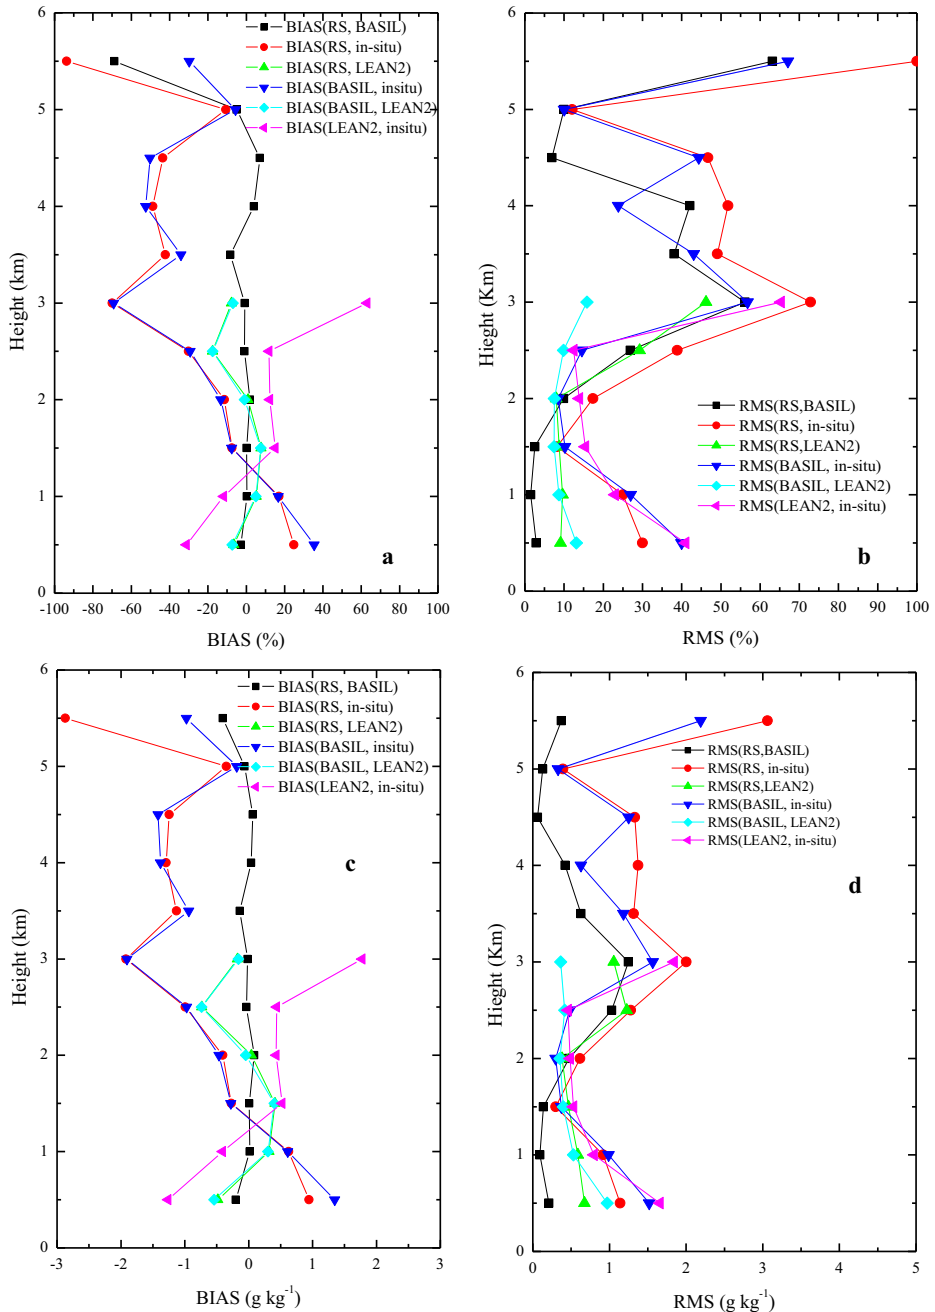 BIAS(RS, BASIL)
BIAS(RS, in-situ)
BIAS(RS, LEAN2)
BIAS(BASIL, insitu)
BIAS(BASIL, LEAN2)
BIAS(LEAN2, insitu)
6
5
4
3
2
1
0
Height (km)
-100 -80 -60 -40 -20 0 20 40 60 80 100
BIAS (%)
a
6
5
4
3
2
1
0
Hieght (Km)
RMS(RS,BASIL)
RMS(RS, in-situ)
RMS(RS,LEAN2)
RMS(BASIL, in-situ)
RMS(BASIL, LEAN2)
RMS(LEAN2, in-situ)
b
0 10 20 30 40 50 60 70 80 90 100
RMS (%)
6
5
4
3
2
1
0
Height (km)
BIAS(RS, BASIL)
BIAS(RS, in-situ)
BIAS(RS, LEAN2)
BIAS(BASIL, insitu)
BIAS(BASIL, LEAN2)
BIAS(LEAN2, in-situ)
c
-3 -2 -1 0 1 2 3
BIAS (g kg-1)
6
5
4
3
2
1
0
Hieght (Km)
RMS(RS,BASIL)
RMS(RS, in-situ)
RMS(RS,LEAN2)
RMS(BASIL, in-situ)
RMS(BASIL, LEAN2)
RMS(LEAN2, in-situ)
d
0 1 2 3 4 5
RMS (g kg-1)